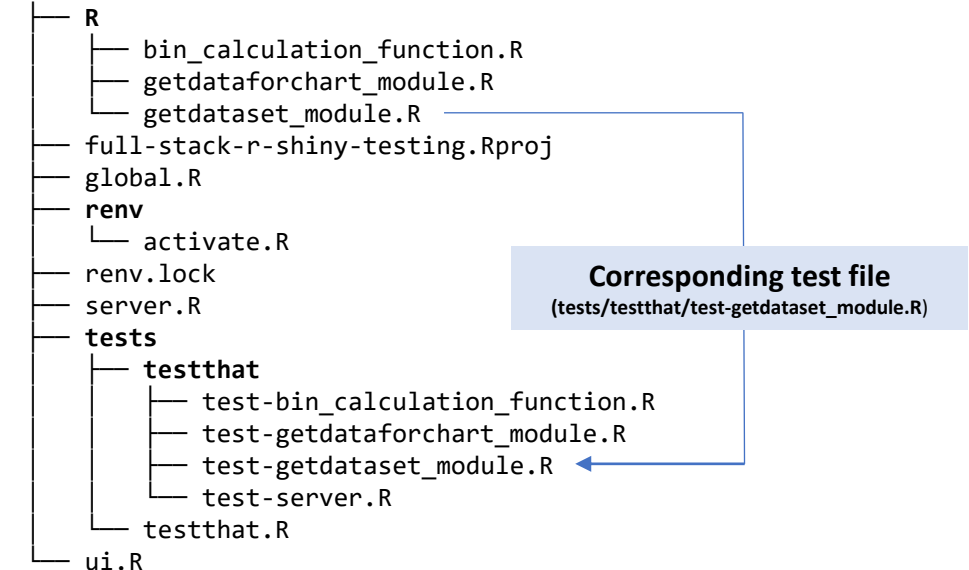 ├── R
│   ├── bin_calculation_function.R
│   ├── getdataforchart_module.R
│   └── getdataset_module.R
├── full-stack-r-shiny-testing.Rproj
├── global.R
├── renv
│   └── activate.R
├── renv.lock
├── server.R
├── tests
│   ├── testthat
│   │   ├── test-bin_calculation_function.R
│   │   ├── test-getdataforchart_module.R
│   │   ├── test-getdataset_module.R
│   │   └── test-server.R
│   └── testthat.R
└── ui.R
Corresponding test file
(tests/testthat/test-getdataset_module.R)